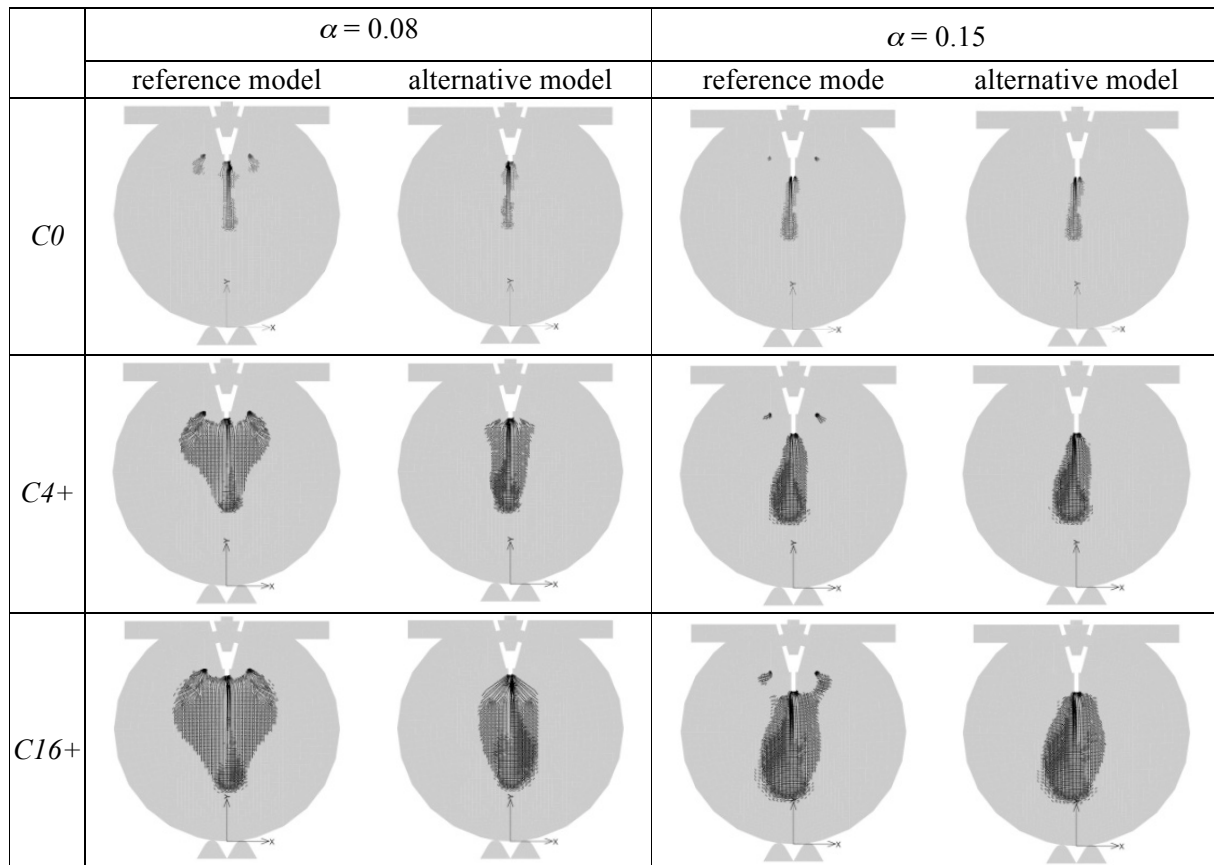 α = 0.08
α = 0.15
reference model
alternative model
reference mode
alternative model
C0
Y
X
Y
X
Y
X
Y
X
C4+
Y
X
Y
X
Y
X
Y
X
C16+
Y
X
Y
X
Y
X
Y
X